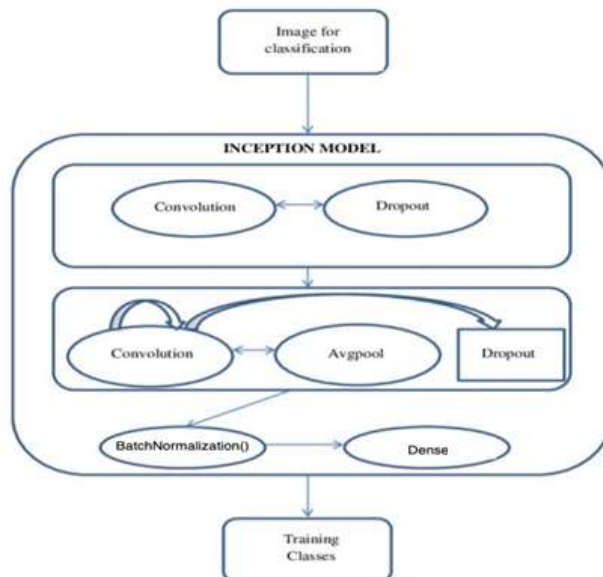 Image for
classification
INCEPTION MODEL
Convolution
Dropout
Convolution
Avgpool
Dropout
BatchNormalization()
Dense
Training
Classes